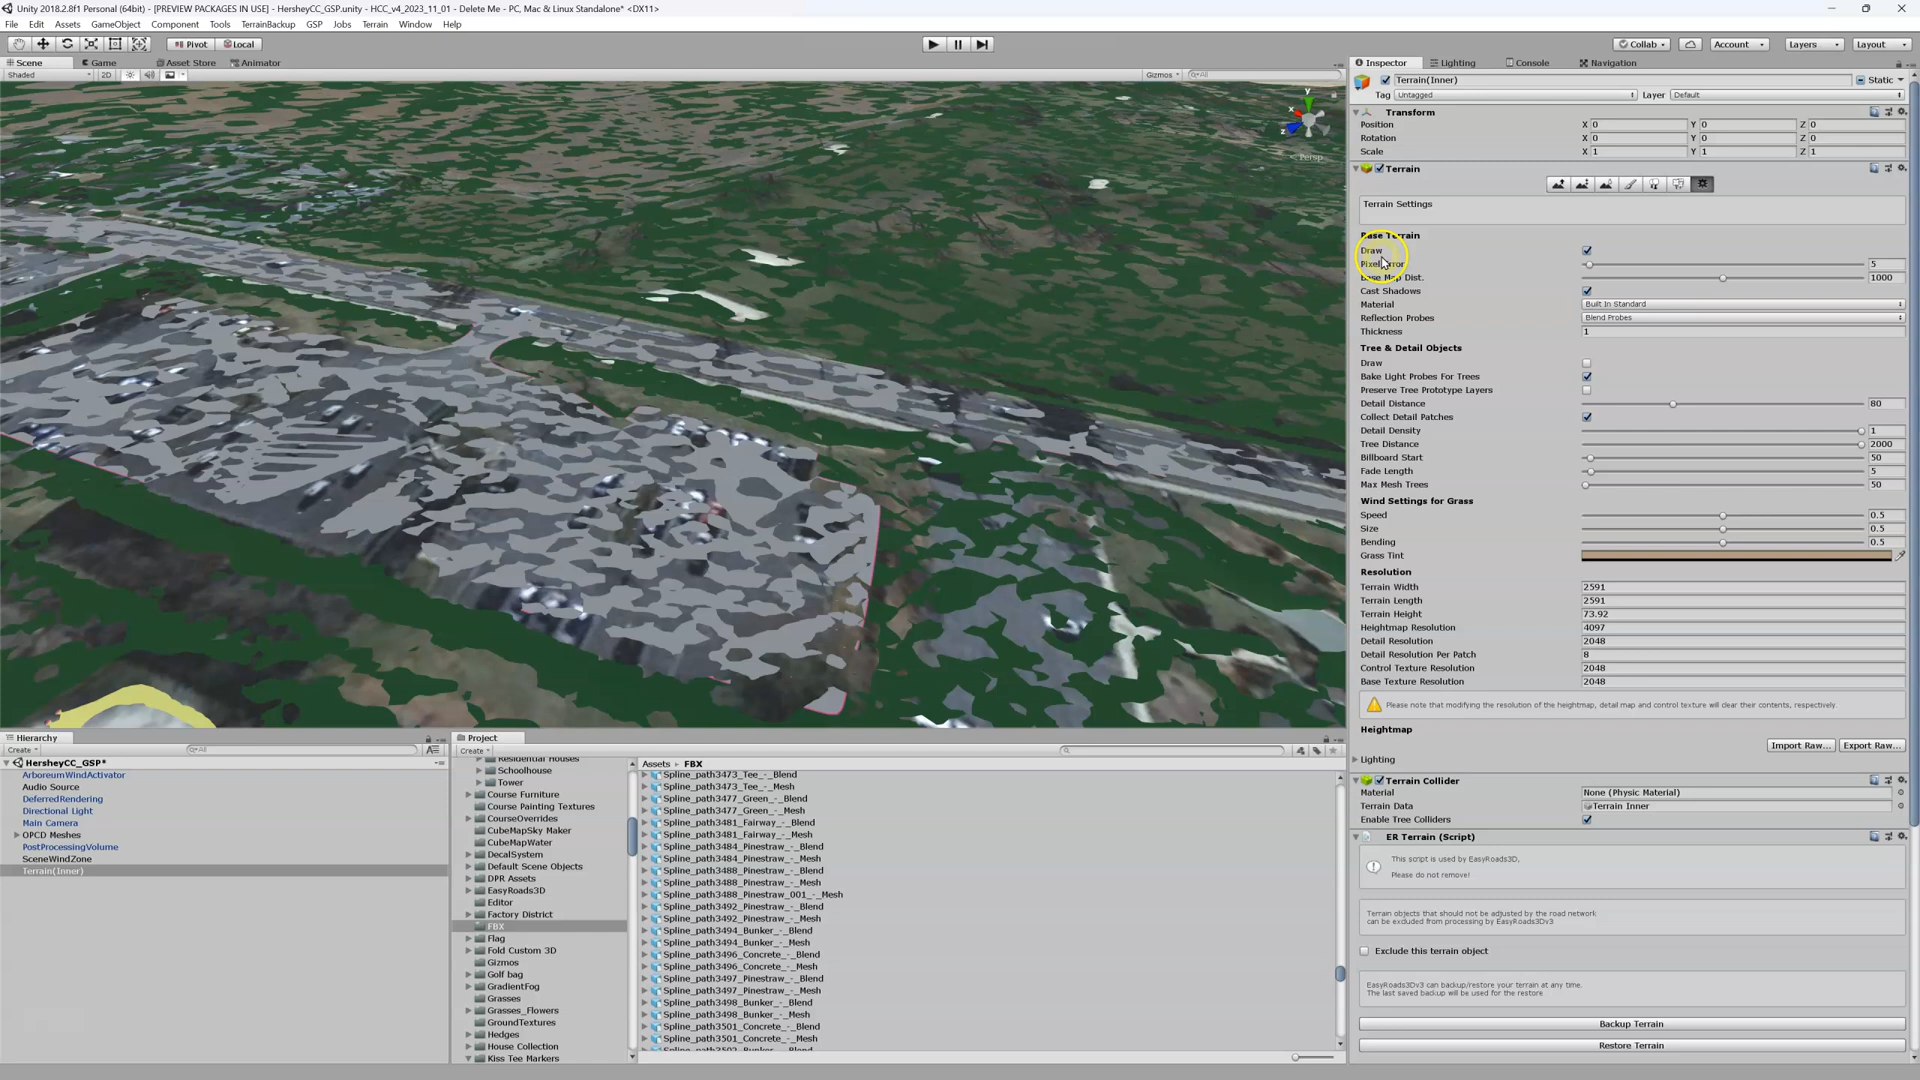 Unity 2018.2.8f1 Personal (64bit) - [PREVIEW PACKAGES IN USE] - HersheyCC_GSP.unity - HCC_v4_2023_11_01 - Delete Me - PC, Mac & Linux Standalone* <DX11>
File Edit Assets GameObject Component Tools TerrainBackup GSP Jobs Terrain Window Help
Pivot Local Collab Account Layers Layout
Scene Game Asset Store Animator
Shaded 2D Gizmos All
y
x
z
Persp
Inspector Lighting Console Navigation
Terrain(Inner) Static
Tag Untagged Layer Default
Transform
Position X 0 Y 0 Z 0
Rotation X 0 Y 0 Z 0
Scale X 1 Y 1 Z 1
Terrain
Terrain Settings
Base Terrain
Draw
Pixel Error 5
Base Map Dist. 1000
Cast Shadows
Material Built In Standard
Reflection Probes Blend Probes
Thickness 1
Tree & Detail Objects
Draw
Bake Light Probes For Trees
Preserve Tree Prototype Layers
Detail Distance 80
Collect Detail Patches
Detail Density 1
Tree Distance 2000
Billboard Start 50
Fade Length 5
Max Mesh Trees 50
Wind Settings for Grass
Speed 0.5
Size 0.5
Bending 0.5
Grass Tint
Resolution
Terrain Width 2591
Terrain Length 2591
Terrain Height 73.92
Heightmap Resolution 4097
Detail Resolution 2048
Detail Resolution Per Patch 8
Control Texture Resolution 2048
Base Texture Resolution 2048
Please note that modifying the resolution of the heightmap, detail map and control texture will clear their contents, respectively.
Heightmap
Import Raw... Export Raw...
Lighting
Terrain Collider
Material None (Physic Material)
Terrain Data Terrain Inner
Enable Tree Colliders
ER Terrain (Script)
This script is used by EasyRoads3D,
Please do not remove!
Terrain objects that should not be adjusted by the road network
can be excluded from processing by EasyRoads3Dv3
Exclude this terrain object
EasyRoads3Dv3 can backup/restore your terrain at any time.
The last saved backup will be used for the restore
Backup Terrain
Restore Terrain
Hierarchy
Create All
HersheyCC_GSP*
ArboreumWindActivator
Audio Source
DeferredRendering
Directional Light
Main Camera
OPCD Meshes
PostProcessingVolume
SceneWindZone
Terrain(Inner)
Project
Create
Residential Houses
Schoolhouse
Tower
Course Furniture
Course Painting Textures
CourseOverrides
CubeMapSky Maker
CubeMapWater
DecalSystem
Default Scene Objects
DPR Assets
EasyRoads3D
Editor
Factory District
FBX
Flag
Fold Custom 3D
Gizmos
Golf bag
GradientFog
Grasses
Grasses_Flowers
GroundTextures
Hedges
House Collection
Kiss Tee Markers
Assets FBX
Spline_path3473_Tee_-_Blend
Spline_path3473_Tee_-_Mesh
Spline_path3477_Green_-_Blend
Spline_path3477_Green_-_Mesh
Spline_path3481_Fairway_-_Blend
Spline_path3481_Fairway_-_Mesh
Spline_path3484_Pinestraw_-_Blend
Spline_path3484_Pinestraw_-_Mesh
Spline_path3488_Pinestraw_-_Blend
Spline_path3488_Pinestraw_-_Mesh
Spline_path3488_Pinestraw_001_-_Mesh
Spline_path3492_Pinestraw_-_Blend
Spline_path3492_Pinestraw_-_Mesh
Spline_path3494_Bunker_-_Blend
Spline_path3494_Bunker_-_Mesh
Spline_path3496_Concrete_-_Blend
Spline_path3496_Concrete_-_Mesh
Spline_path3497_Pinestraw_-_Blend
Spline_path3497_Pinestraw_-_Mesh
Spline_path3498_Bunker_-_Blend
Spline_path3498_Bunker_-_Mesh
Spline_path3501_Concrete_-_Blend
Spline_path3501_Concrete_-_Mesh
Spline_path3502_Bunker_-_Blend